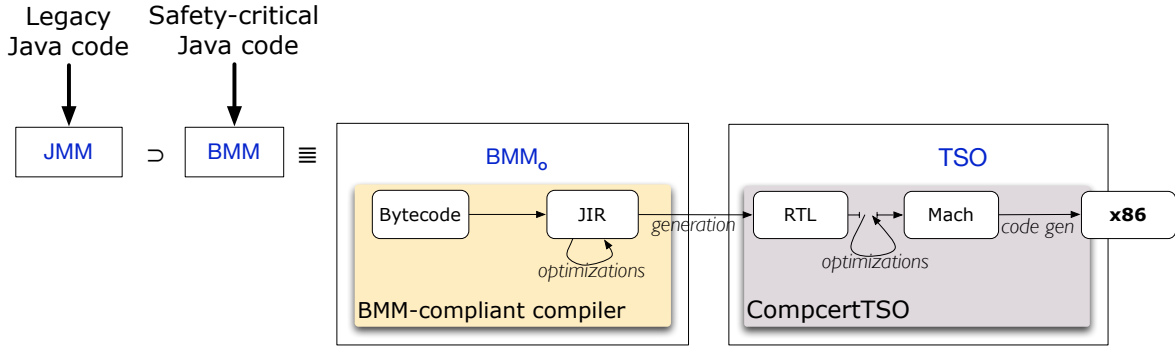 Legacy
Java code
Safety-critical
Java code
JMM
⊃
BMM
≣
BMMₒ
TSO
Bytecode
JIR
generation
RTL
Mach
code gen
x86
optimizations
optimizations
BMM-compliant compiler
CompcertTSO